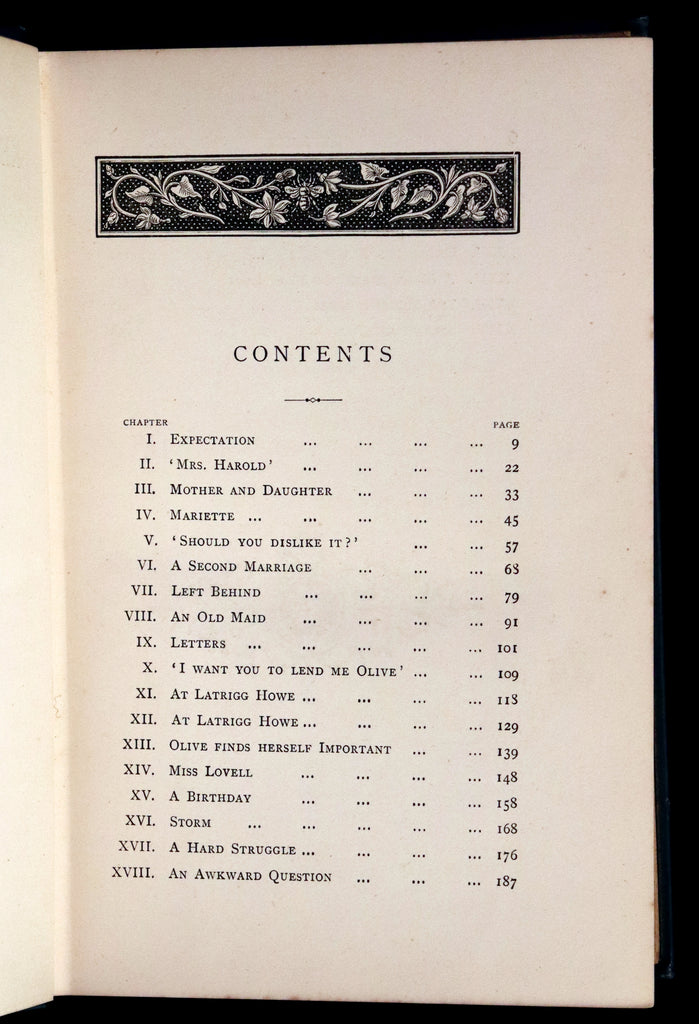 CONTENTS
CHAPTER PAGE
I. EXPECTATION ... ... ... ... 9
II. ‘MRS. HAROLD’ ... ... ... ... 22
III. MOTHER AND DAUGHTER ... ... ... 33
IV. MARIETTE ... ... ... ... ... 45
V. ‘SHOULD YOU DISLIKE IT?’ ... ... 57
VI. A SECOND MARRIAGE ... ... ... 68
VII. LEFT BEHIND ... ... ... ... 79
VIII. AN OLD MAID ... ... ... ... 91
IX. LETTERS ... ... ... ... ... 101
X. ‘I WANT YOU TO LEND ME OLIVE’ ... ... 109
XI. AT LATRIGG HOWE ... ... ... ... 118
XII. AT LATRIGG HOWE ... ... ... ... 129
XIII. OLIVE FINDS HERSELF IMPORTANT ... ... 139
XIV. MISS LOVELL ... ... ... ... 148
XV. A BIRTHDAY ... ... ... ... 158
XVI. STORM ... ... ... ... ... 168
XVII. A HARD STRUGGLE ... ... ... ... 176
XVIII. AN AWKWARD QUESTION ... ... ... 187